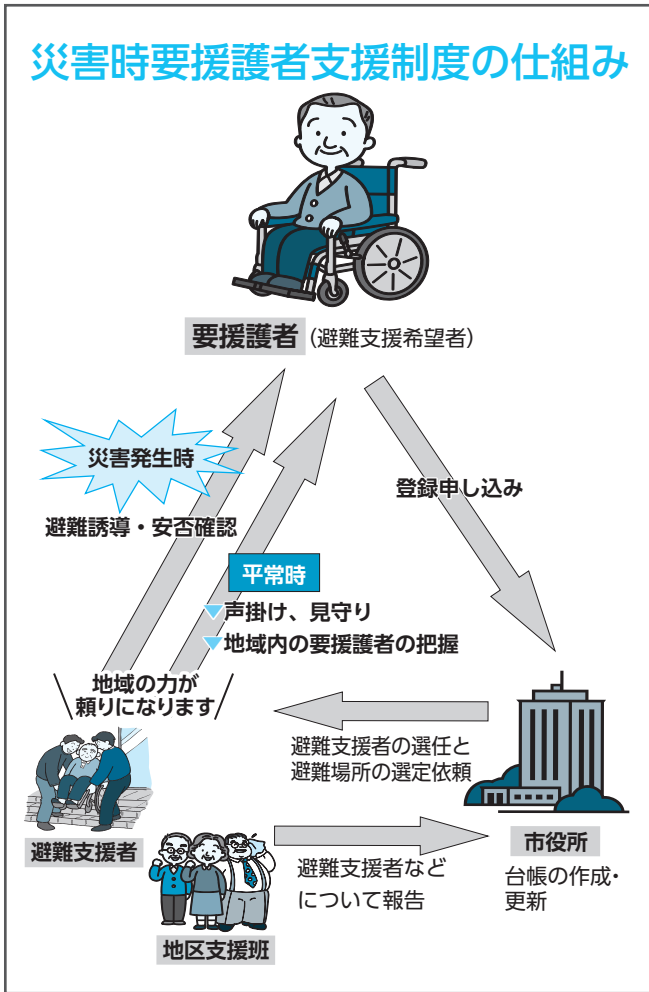 災害時要援護者支援制度の仕組み
要援護者(避難支援希望者)
災害発生時
避難誘導・安否確認
登録申し込み
平常時
▼声掛け、見守り
▼地域内の要援護者の把握
地域の力が
頼りになります
避難支援者の選任と
避難場所の選定依頼
避難支援者
市役所
台帳の作成・
更新
避難支援者など
について報告
地区支援班